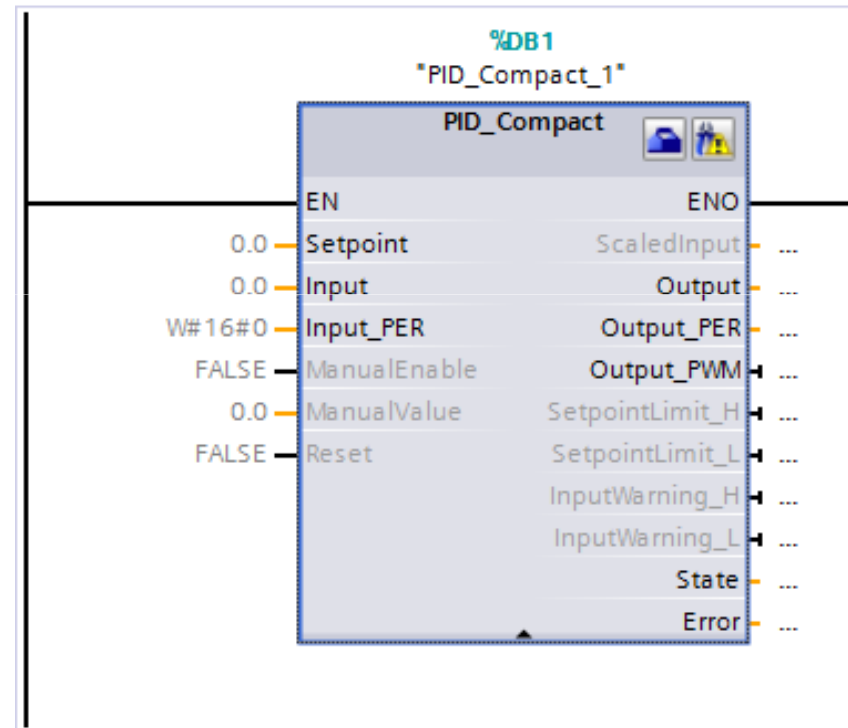 %DB1
"PID_Compact_1"
PID_Compact
EN ENO
0.0 Setpoint ScaledInput ...
0.0 Input Output ...
W#16#0 Input_PER Output_PER ...
FALSE ManualEnable Output_PWM ...
0.0 ManualValue SetpointLimit_H ...
FALSE Reset SetpointLimit_L ...
InputWarning_H ...
InputWarning_L ...
State ...
Error ...